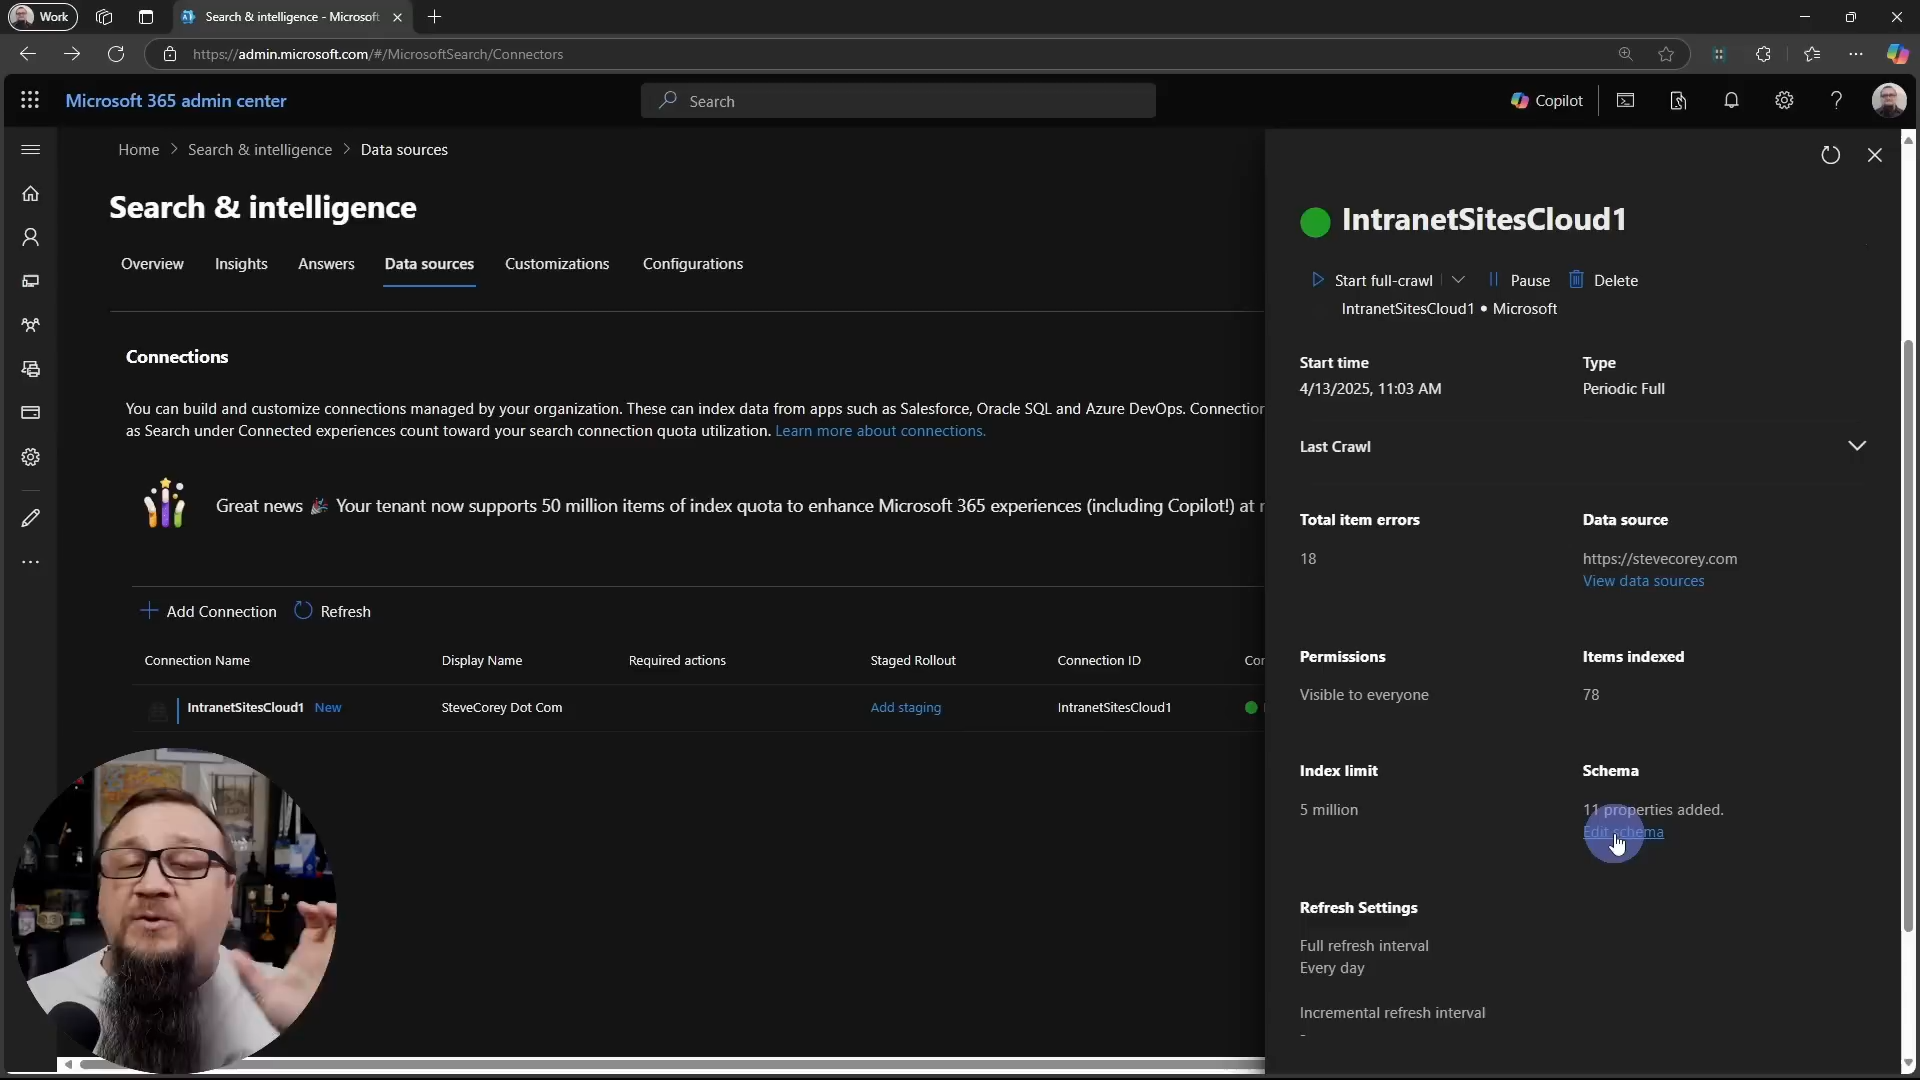 Work
Search & intelligence - Microsoft
https://admin.microsoft.com/#/MicrosoftSearch/Connectors
Microsoft 365 admin center
Search
Copilot
Home > Search & intelligence > Data sources
Search & intelligence
Overview
Insights
Answers
Data sources
Customizations
Configurations
Connections
You can build and customize connections managed by your organization. These can index data from apps such as Salesforce, Oracle SQL and Azure DevOps. Connection
as Search under Connected experiences count toward your search connection quota utilization. Learn more about connections.
Great news 🎉 Your tenant now supports 50 million items of index quota to enhance Microsoft 365 experiences (including Copilot!) at
Add Connection
Refresh
Connection Name
Display Name
Required actions
Staged Rollout
Connection ID
Con
IntranetSitesCloud1 New
SteveCorey Dot Com
Add staging
IntranetSitesCloud1
IntranetSitesCloud1
Start full-crawl
Pause
Delete
IntranetSitesCloud1 • Microsoft
Start time
4/13/2025, 11:03 AM
Type
Periodic Full
Last Crawl
Total item errors
18
Data source
https://stevecorey.com
View data sources
Permissions
Visible to everyone
Items indexed
78
Index limit
5 million
Schema
11 properties added.
Edit schema
Refresh Settings
Full refresh interval
Every day
Incremental refresh interval
-